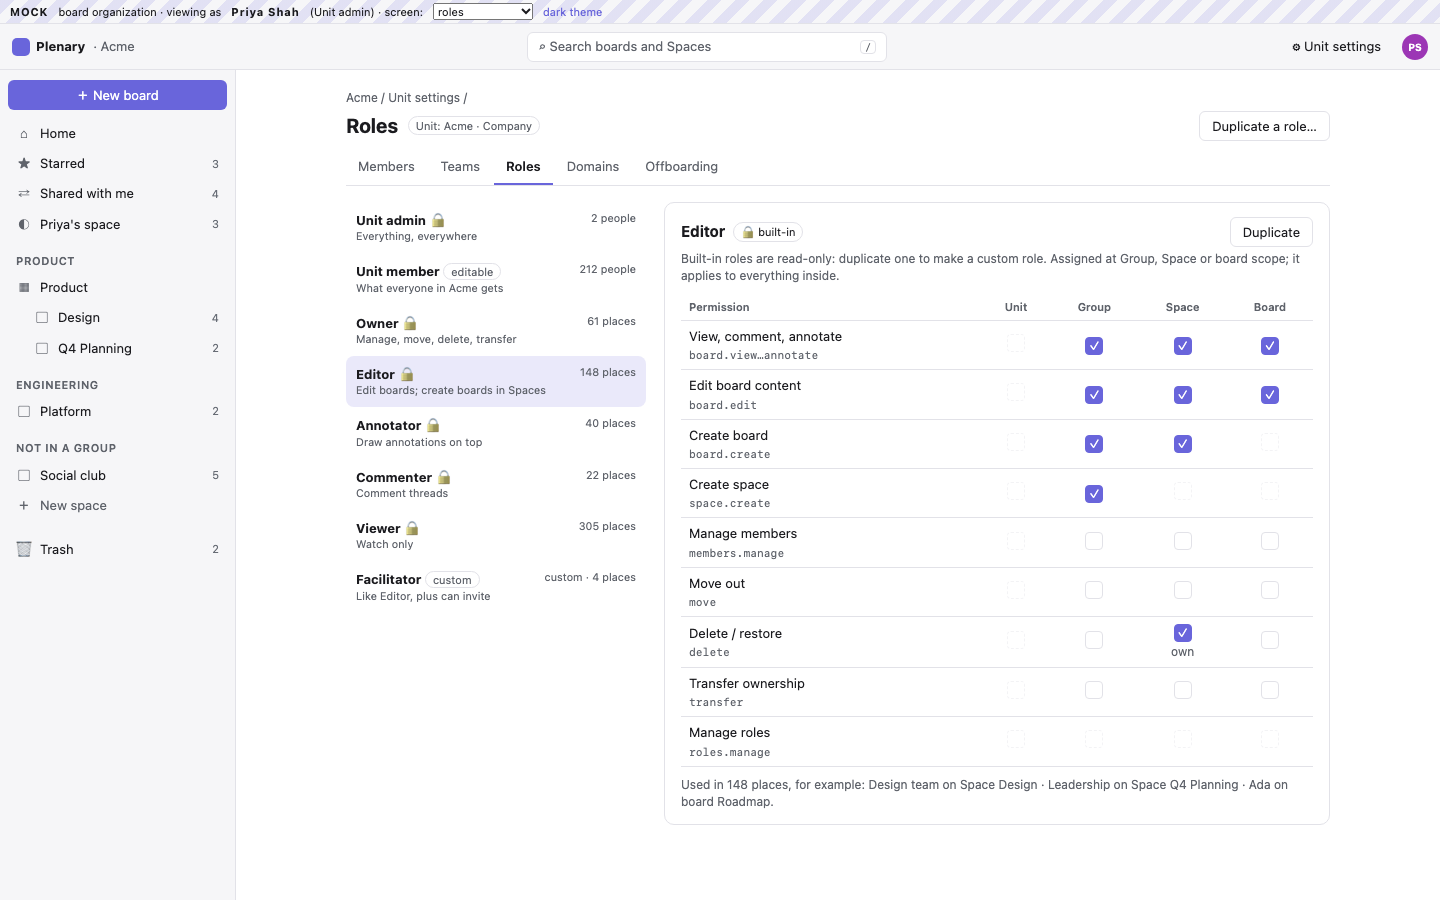 MOCK board organization · viewing as Priya Shah (Unit admin) · screen: roles dark theme
Plenary · Acme
Search boards and Spaces /
Unit settings
PS
+ New board
Home
Starred 3
Shared with me 4
Priya's space 3
PRODUCT
Product
Design 4
Q4 Planning 2
ENGINEERING
Platform 2
NOT IN A GROUP
Social club 5
+ New space
Trash 2
Acme / Unit settings /
Roles Unit: Acme · Company
Duplicate a role...
Members Teams Roles Domains Offboarding
Unit admin 2 people
Everything, everywhere
Unit member editable 212 people
What everyone in Acme gets
Owner 61 places
Manage, move, delete, transfer
Editor 148 places
Edit boards; create boards in Spaces
Annotator 40 places
Draw annotations on top
Commenter 22 places
Comment threads
Viewer 305 places
Watch only
Facilitator custom custom · 4 places
Like Editor, plus can invite
Editor built-in Duplicate
Built-in roles are read-only: duplicate one to make a custom role. Assigned at Group, Space or board scope; it
applies to everything inside.
Permission Unit Group Space Board
View, comment, annotate
board.view…annotate
Edit board content
board.edit
Create board
board.create
Create space
space.create
Manage members
members.manage
Move out
move
Delete / restore
delete own
Transfer ownership
transfer
Manage roles
roles.manage
Used in 148 places, for example: Design team on Space Design · Leadership on Space Q4 Planning · Ada on
board Roadmap.